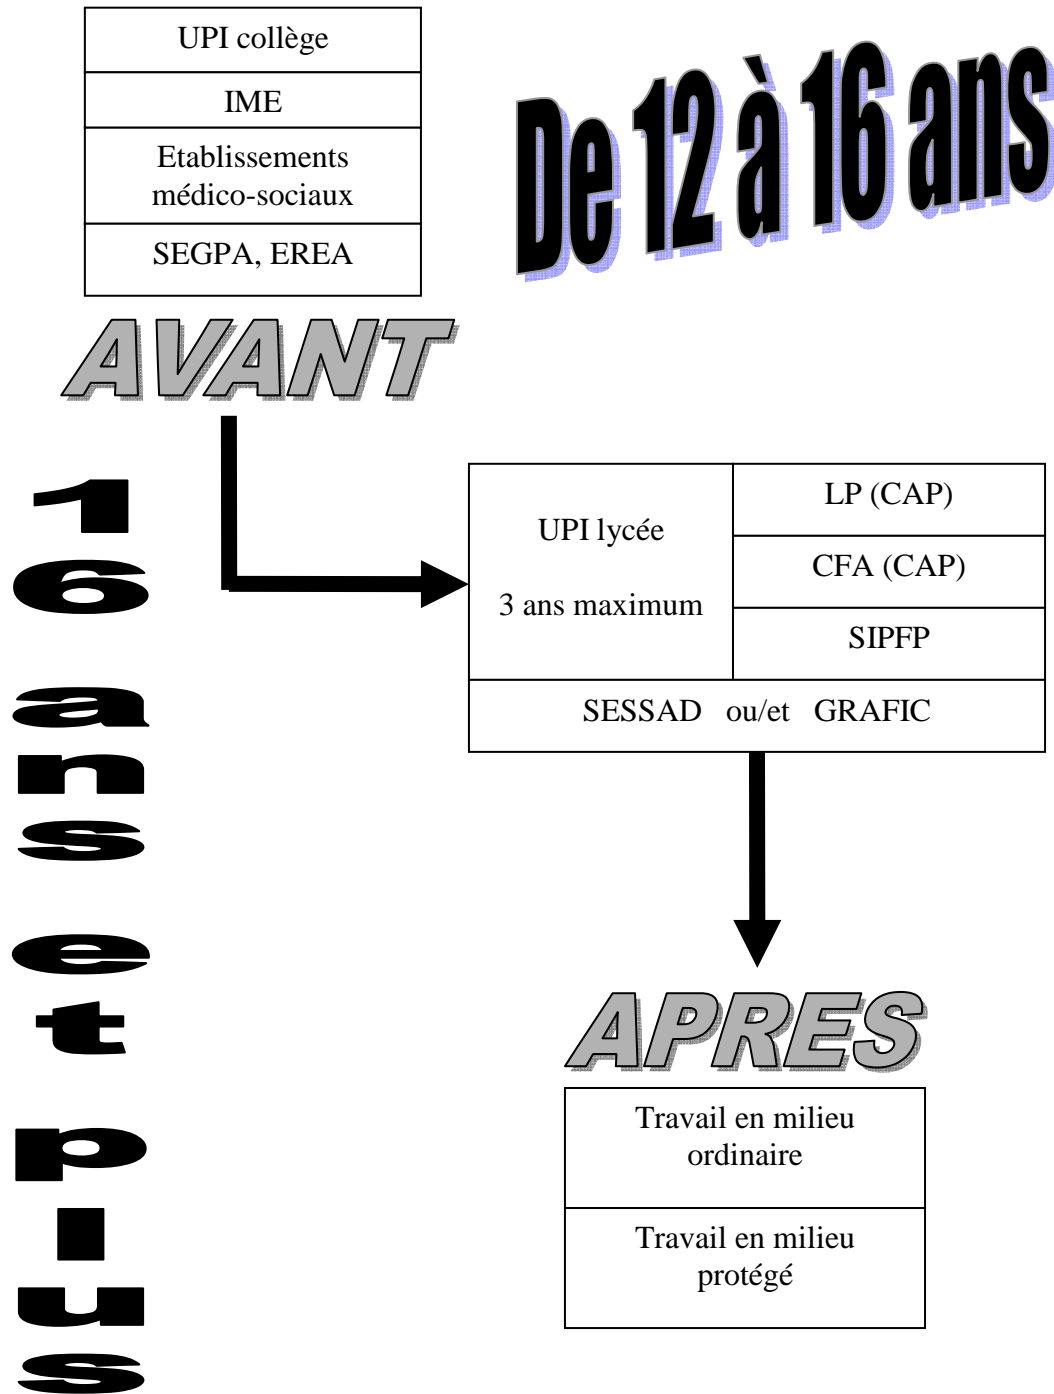 UPI collège
IME
Etablissements
médico-sociaux
SEGPA, EREA
De 12 à 16 ans
AVANT
16 ans et plus
UPI lycée
3 ans maximum
LP (CAP)
CFA (CAP)
SIPFP
SESSAD ou/et GRAFIC
APRES
Travail en milieu
ordinaire
Travail en milieu
protégé